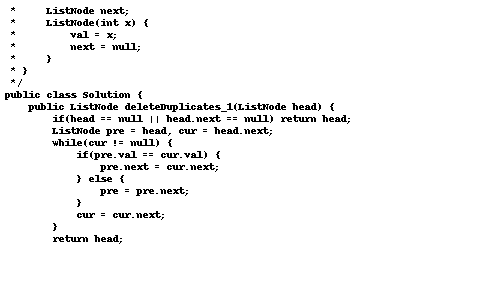 *     ListNode next;
 *     ListNode(int x) {
 *         val = x;
 *         next = null;
 *     }
 * }
 */
public class Solution {
    public ListNode deleteDuplicates_1(ListNode head) {
        if(head == null || head.next == null) return head;
        ListNode pre = head, cur = head.next;
        while(cur != null) {
            if(pre.val == cur.val) {
                pre.next = cur.next;
            } else {
                pre = pre.next;
            }
            cur = cur.next;
        }
        return head;